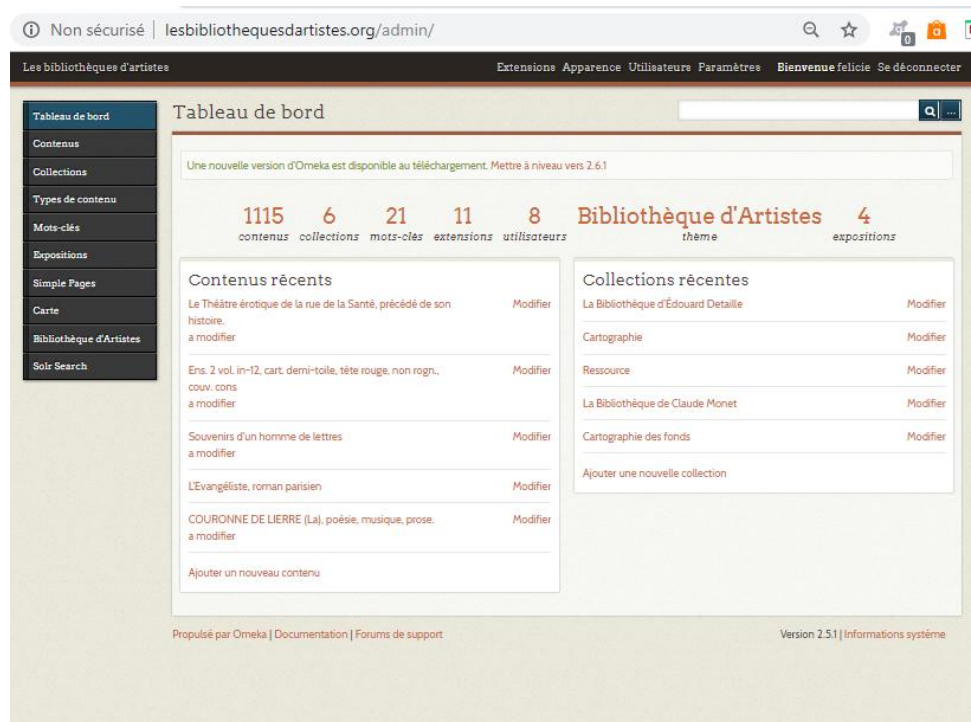 Non sécurisé | lesbibliothequesdartistes.org/admin/
0
Les bibliothèques d'artistes
Extensions Apparence Utilisateurs Paramètres Bienvenue felicie Se déconnecter
Tableau de bord
Contenus
Collections
Types de contenu
Mots-clés
Expositions
Simple Pages
Carte
Bibliothèque d'Artistes
Solr Search
Tableau de bord
...
Une nouvelle version d'Omeka est disponible au téléchargement. Mettre à niveau vers 2.6.1
1115 contenus
6 collections
21 mots-clés
11 extensions
8 utilisateurs
Bibliothèque d'Artistes thème
4 expositions
Contenus récents
Le Théâtre érotique de la rue de la Santé, précédé de son Modifier
histoire.
a modifier
Ens. 2 vol. in-12, cart. demi-toile, tête rouge, non rogn., Modifier
couv. cons
a modifier
Souvenirs d'un homme de lettres Modifier
a modifier
L'Evangéliste, roman parisien Modifier
COURONNE DE LIERRE (La), poésie, musique, prose. Modifier
a modifier
Ajouter un nouveau contenu
Collections récentes
La Bibliothèque d'Édouard Detaille Modifier
Cartographie Modifier
Ressource Modifier
La Bibliothèque de Claude Monet Modifier
Cartographie des fonds Modifier
Ajouter une nouvelle collection
Propulsé par Omeka | Documentation | Forums de support
Version 2.5.1 | Informations système